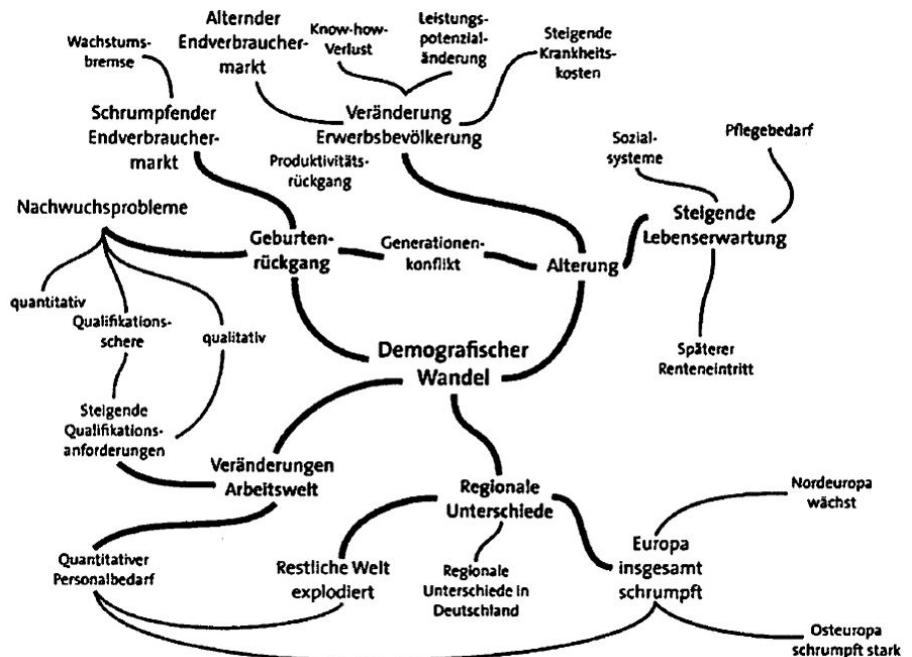 Alternder
Endverbraucher-
markt
Know-how-
Verlust
Leistungs-
potenzial-
änderung
Steigende
Krankheits-
kosten
Wachstums-
bremse
Schrumpfender
Endverbraucher-
markt
Veränderung
Erwerbsbevölkerung
Produktivitäts-
rückgang
Sozial-
systeme
Pflegebedarf
Nachwuchsprobleme
Geburten-
rückgang
Generationen-
konflikt
Alterung
Steigende
Lebenserwartung
quantitativ
Qualifikations-
schere
qualitativ
Demografischer
Wandel
Späterer
Renteneintritt
Steigende
Qualifikations-
anforderungen
Veränderungen
Arbeitswelt
Regionale
Unterschiede
Nordeuropa
wächst
Quantitativer
Personalbedarf
Restliche Welt
explodiert
Regionale
Unterschiede in
Deutschland
Europa
insgesamt
schrumpft
Osteuropa
schrumpft stark